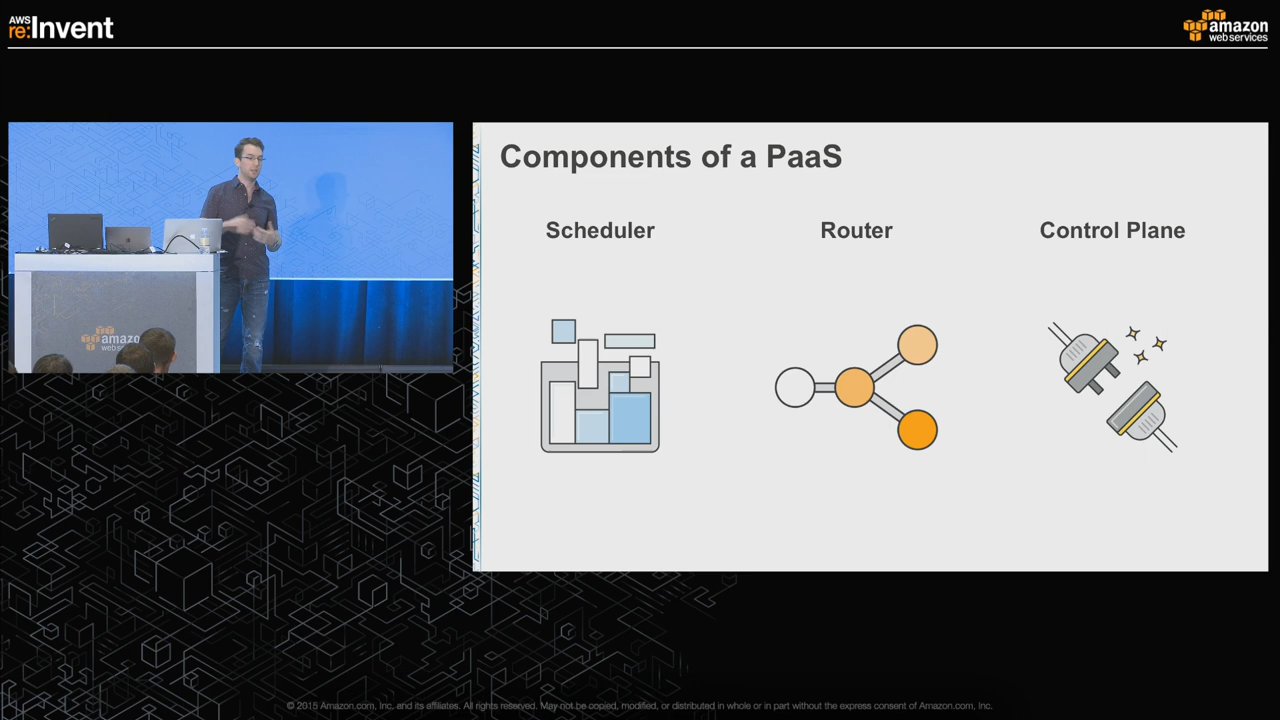 AWS
re:Invent
amazon
web services
Components of a PaaS
Scheduler
Router
Control Plane
amazon
© 2015 Amazon.com, Inc. and its affiliates. All rights reserved. May not be copied, modified, or distributed in whole or in part without the express consent of Amazon.com, Inc.